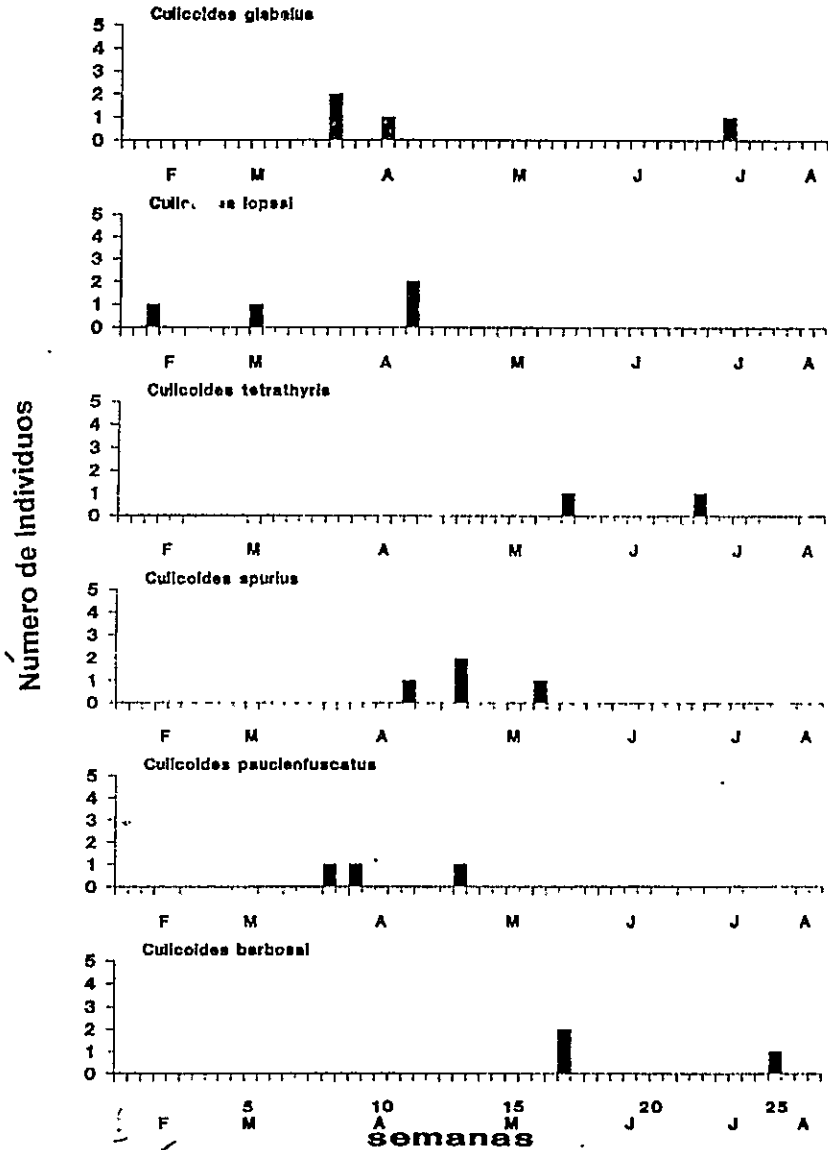 Culicoides glabelus
5
4
3
2
1
0
F M A M J J A
lopsai
5
4
3
2
1
0
F M A M J J A
Culicoides tetrathyris
5
4
3
2
1
0
F M A M J J A
Número de Individuos
Culicoides spurius
5
4
3
2
1
0
F M A M J J A
Culicoides paucienfuscatus
5
4
3
2
1
0
F M A M J J A
Culicoides barbosai
5
4
3
2
1
0
5 10 15 20 25
F M A M J J A
semanas